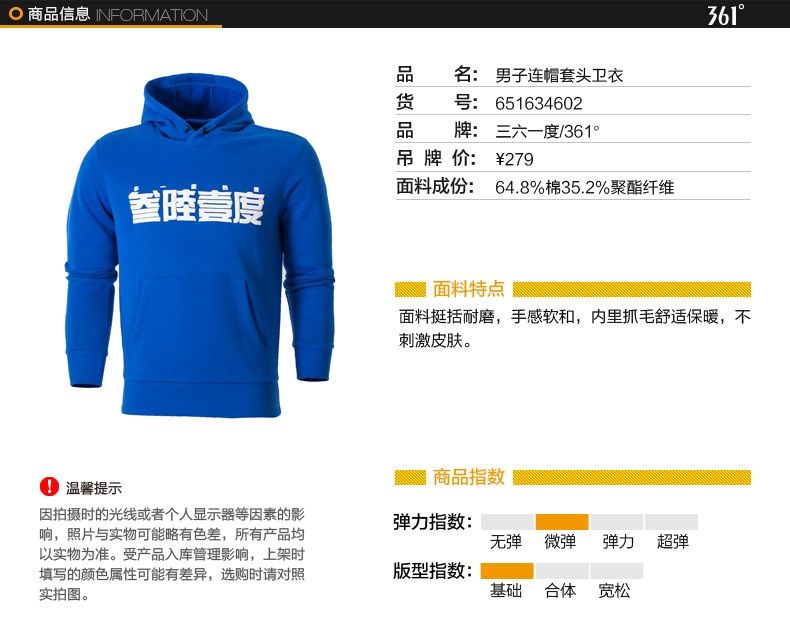 商品信息 INFORMATION
361°
品 名: 男子连帽套头卫衣
货 号: 651634602
品 牌: 三六一度/361°
吊 牌 价: ¥279
面料成份: 64.8%棉35.2%聚酯纤维
叁陸壹度
面料特点
面料挺括耐磨，手感软和，内里抓毛舒适保暖，不
刺激皮肤。
温馨提示
因拍摄时的光线或者个人显示器等因素的影
响，照片与实物可能略有色差，所有产品均
以实物为准。受产品入库管理影响，上架时
填写的颜色属性可能有差异，选购时请对照
实拍图。
商品指数
弹力指数:
无弹 微弹 弹力 超弹
版型指数:
基础 合体 宽松